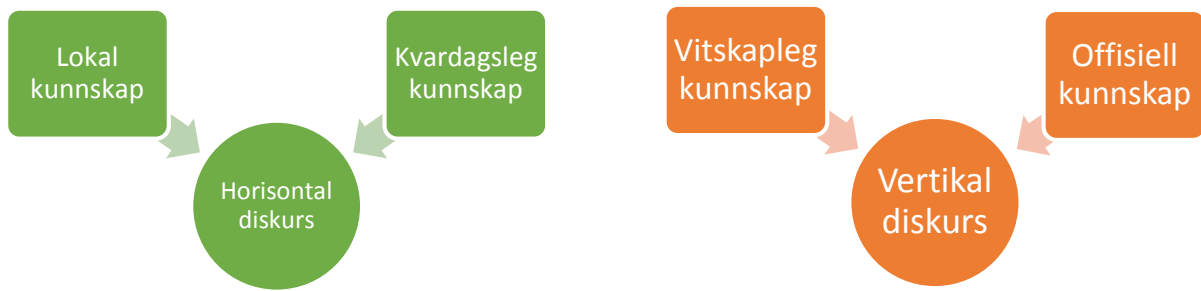 Lokal
kunnskap
Kvardagsleg
kunnskap
Horisontal
diskurs
Vitskapleg
kunnskap
Offisiell
kunnskap
Vertikal
diskurs